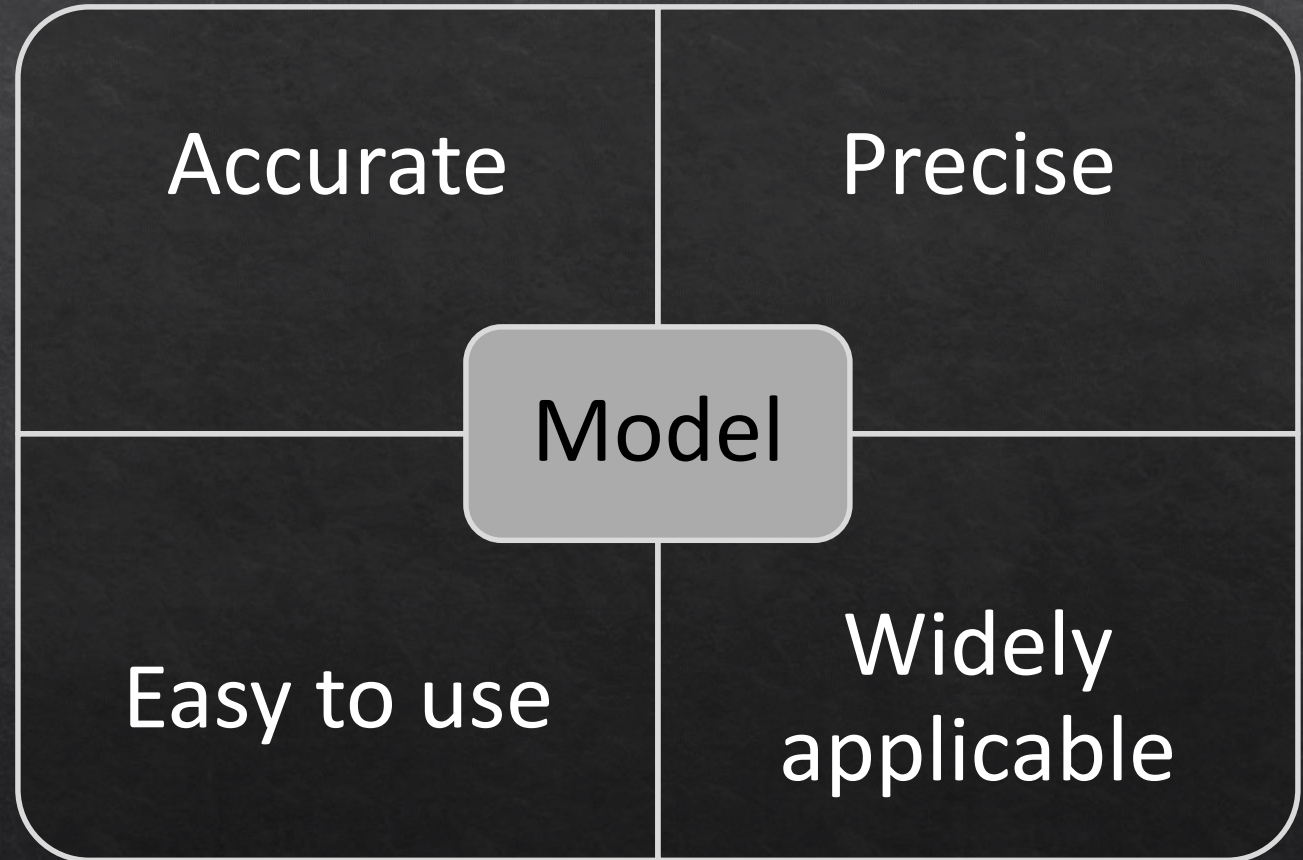 Accurate
Precise
Model
Easy to use
Widely
applicable